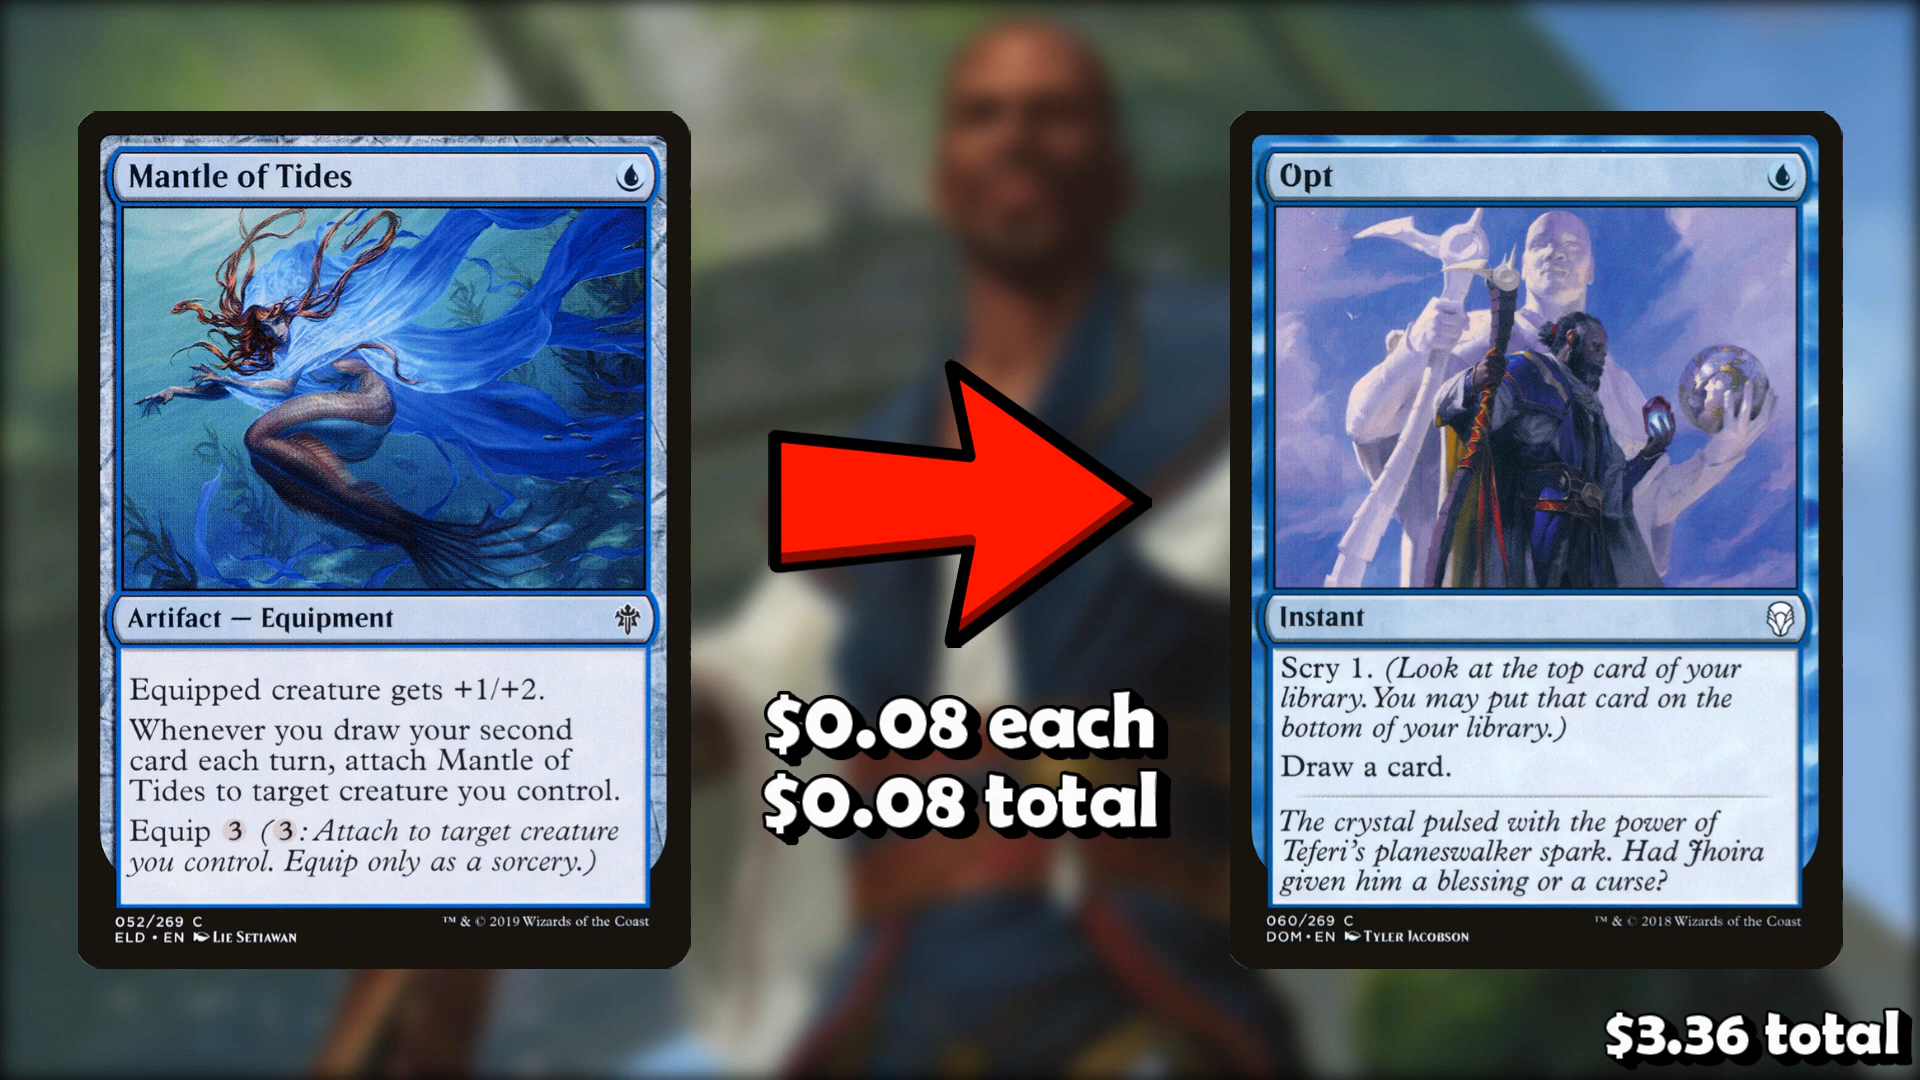 Mantle of Tides
Artifact — Equipment
Equipped creature gets +1/+2.
Whenever you draw your second
card each turn, attach Mantle of
Tides to target creature you control.
Equip 3 (3: Attach to target creature
you control. Equip only as a sorcery.)
052/269 C
ELD • EN LIE SETIAWAN
™ & © 2019 Wizards of the Coast
$0.08 each
$0.08 total
Opt
Instant
Scry 1. (Look at the top card of your
library. You may put that card on the
bottom of your library.)
Draw a card.
The crystal pulsed with the power of
Teferi's planeswalker spark. Had Jhoira
given him a blessing or a curse?
060/269 C
DOM • EN TYLER JACOBSON
™ & © 2018 Wizards of the Coast
$3.36 total